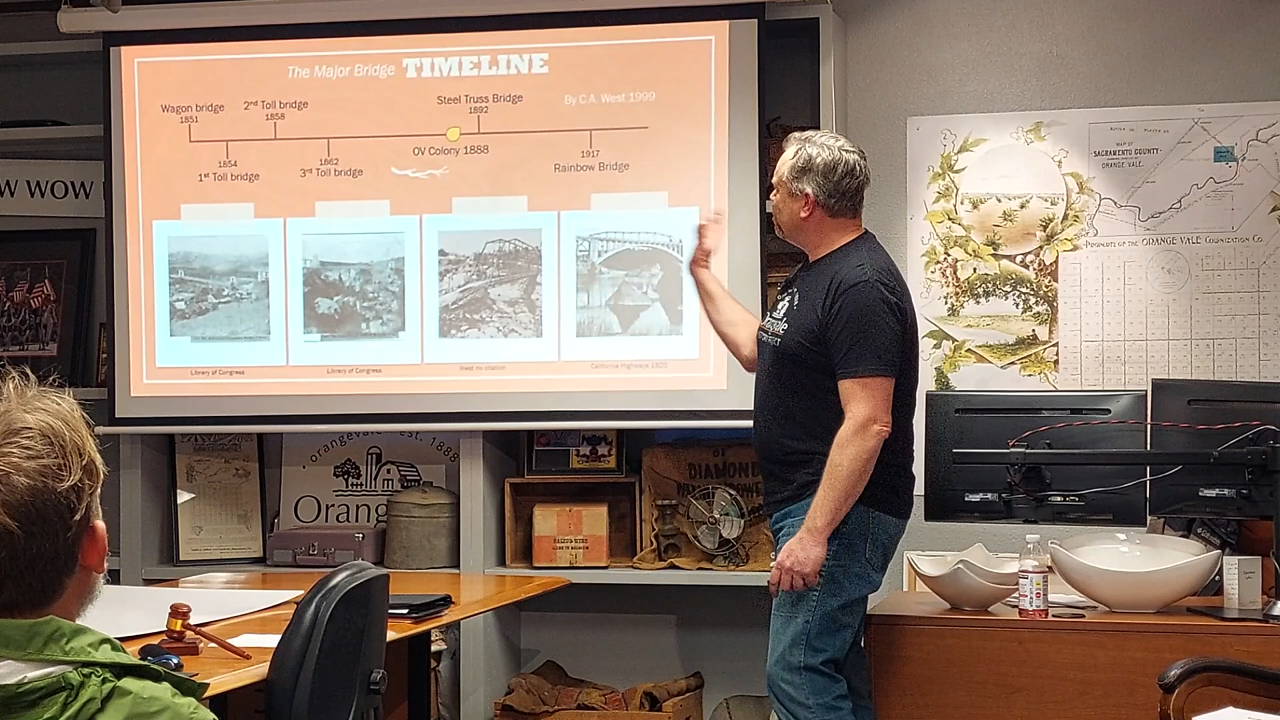 The Major Bridge TIMELINE
Wagon bridge
1851
2nd Toll bridge
1858
Steel Truss Bridge
1892
By C.A. West 1999
1854
1st Toll bridge
1862
3rd Toll bridge
OV Colony 1888
1917
Rainbow Bridge
Library of Congress
Library of Congress
West no citation
California Highways 1920
W WOW
MAP OF
SACRAMENTO COUNTY
ORANGE VALE.
PROPERTY OF THE ORANGE VALE COLONIZATION CO.
orangevale est. 1888
Orang
DIAMOND